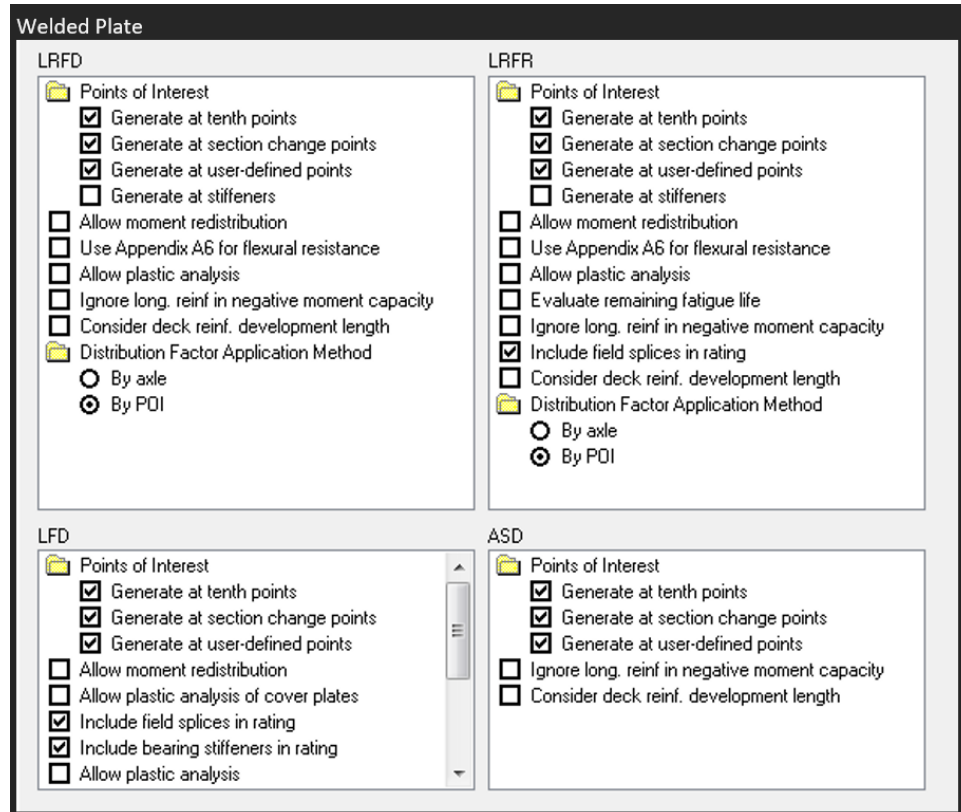 Welded Plate
LRFD
Points of Interest
Generate at tenth points
Generate at section change points
Generate at user-defined points
Generate at stiffeners
Allow moment redistribution
Use Appendix A6 for flexural resistance
Allow plastic analysis
Ignore long. reinf in negative moment capacity
Consider deck reinf. development length
Distribution Factor Application Method
By axle
By POI
LRFR
Points of Interest
Generate at tenth points
Generate at section change points
Generate at user-defined points
Generate at stiffeners
Allow moment redistribution
Use Appendix A6 for flexural resistance
Allow plastic analysis
Evaluate remaining fatigue life
Ignore long. reinf in negative moment capacity
Include field splices in rating
Consider deck reinf. development length
Distribution Factor Application Method
By axle
By POI
LFD
Points of Interest
Generate at tenth points
Generate at section change points
Generate at user-defined points
Allow moment redistribution
Allow plastic analysis of cover plates
Include field splices in rating
Include bearing stiffeners in rating
Allow plastic analysis
ASD
Points of Interest
Generate at tenth points
Generate at section change points
Generate at user-defined points
Ignore long. reinf in negative moment capacity
Consider deck reinf. development length